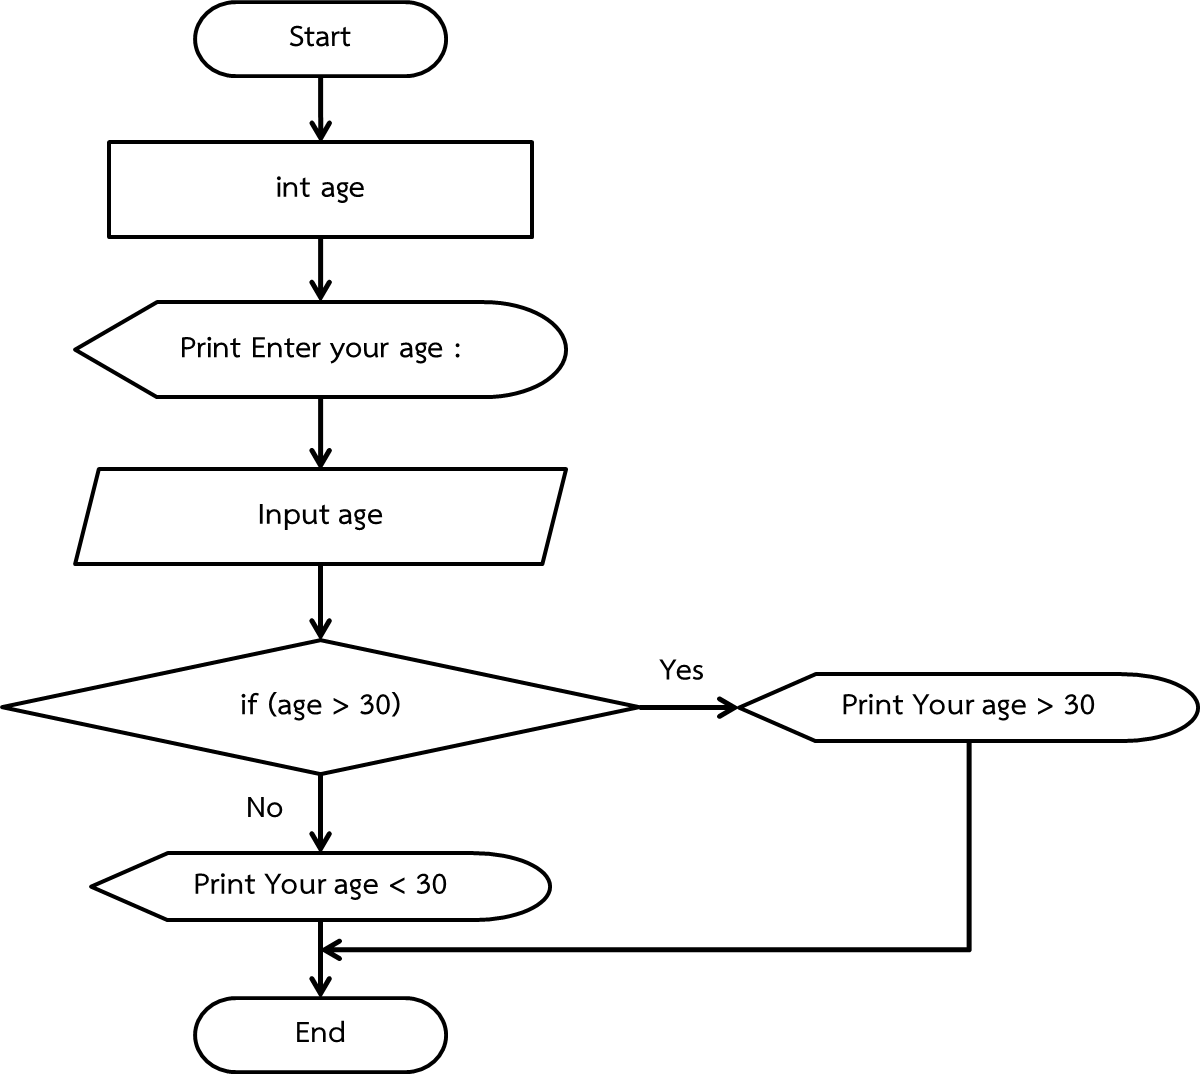 Start
int age
Print Enter your age :
Input age
if (age > 30)
Yes
Print Your age > 30
No
Print Your age < 30
End